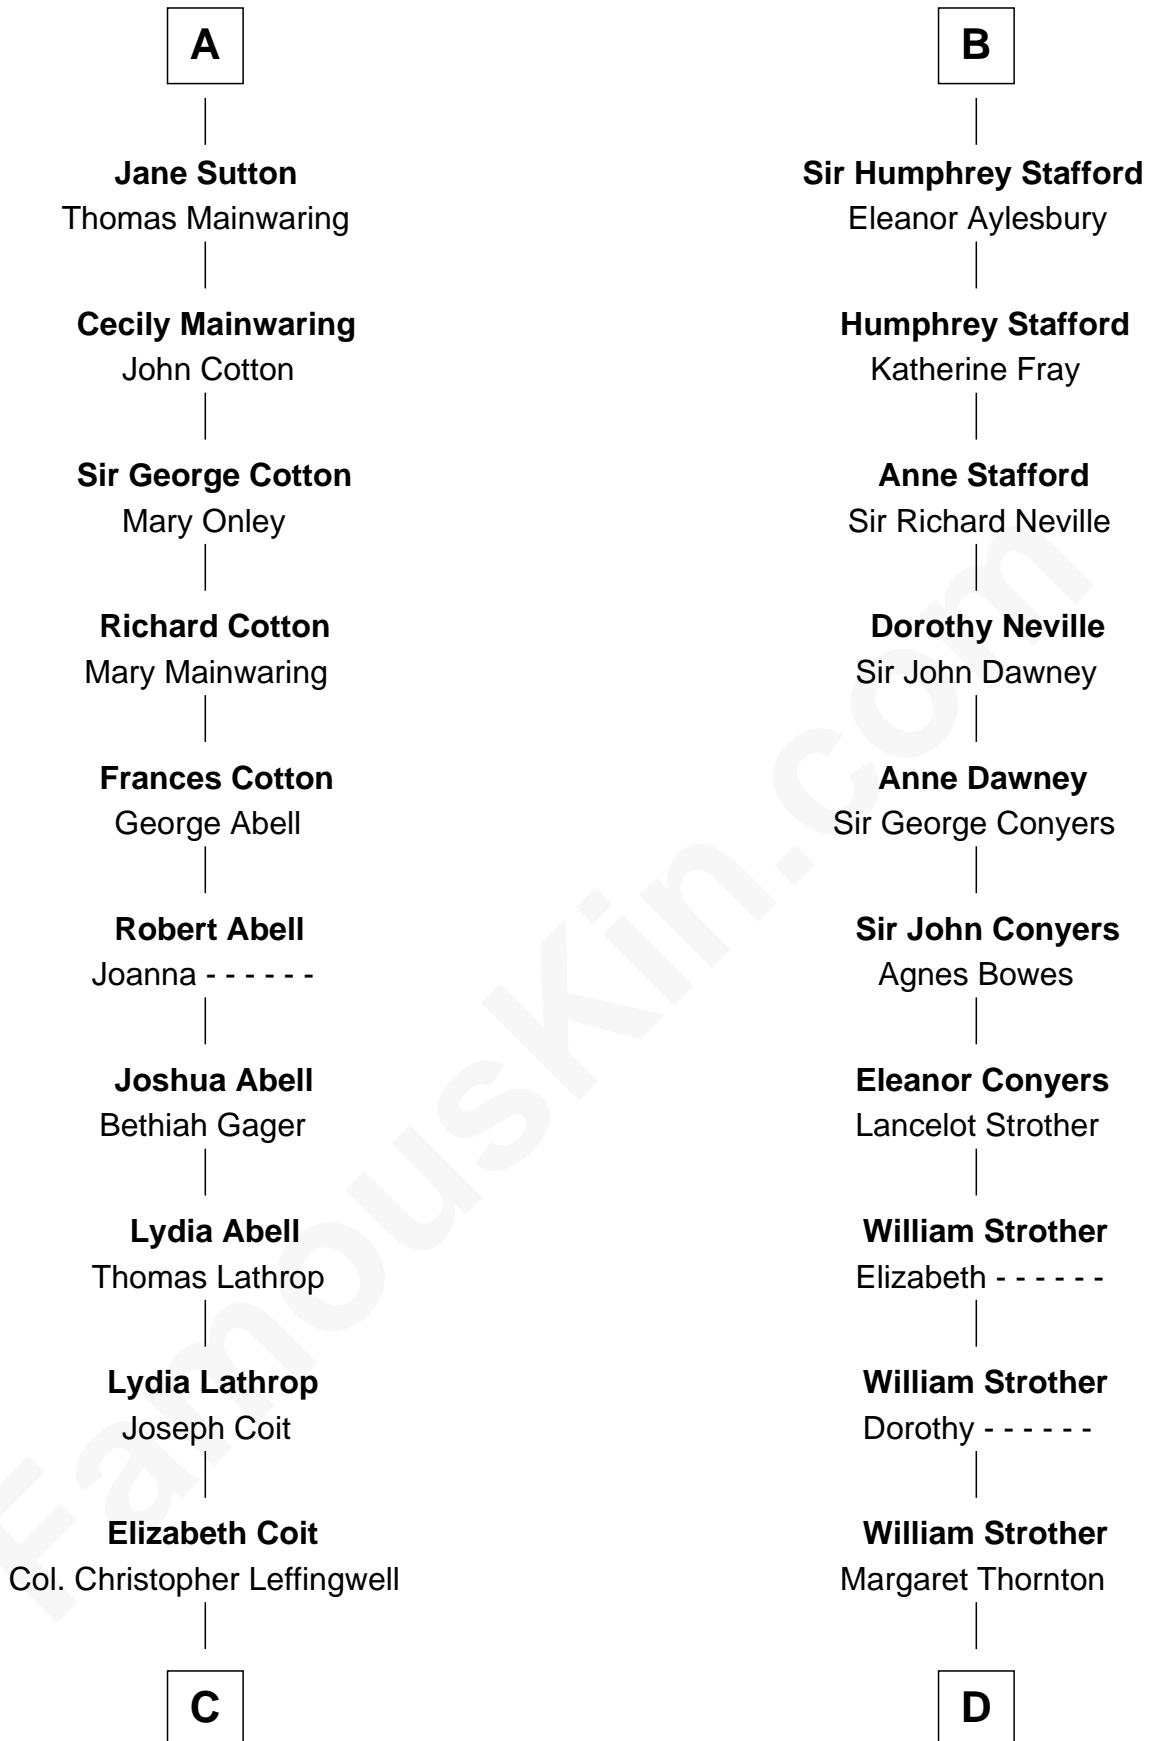 A
Jane Sutton
Thomas Mainwaring
Cecily Mainwaring
John Cotton
Sir George Cotton
Mary Onley
Richard Cotton
Mary Mainwaring
Frances Cotton
George Abell
Robert Abell
Joanna - - - - - -
Joshua Abell
Bethiah Gager
Lydia Abell
Thomas Lathrop
Lydia Lathrop
Joseph Coit
Elizabeth Coit
Col. Christopher Leffingwell
C
B
Sir Humphrey Stafford
Eleanor Aylesbury
Humphrey Stafford
Katherine Fray
Anne Stafford
Sir Richard Neville
Dorothy Neville
Sir John Dawney
Anne Dawney
Sir George Conyers
Sir John Conyers
Agnes Bowes
Eleanor Conyers
Lancelot Strother
William Strother
Elizabeth - - - - - -
William Strother
Dorothy - - - - - -
William Strother
Margaret Thornton
D
FamousKin.com